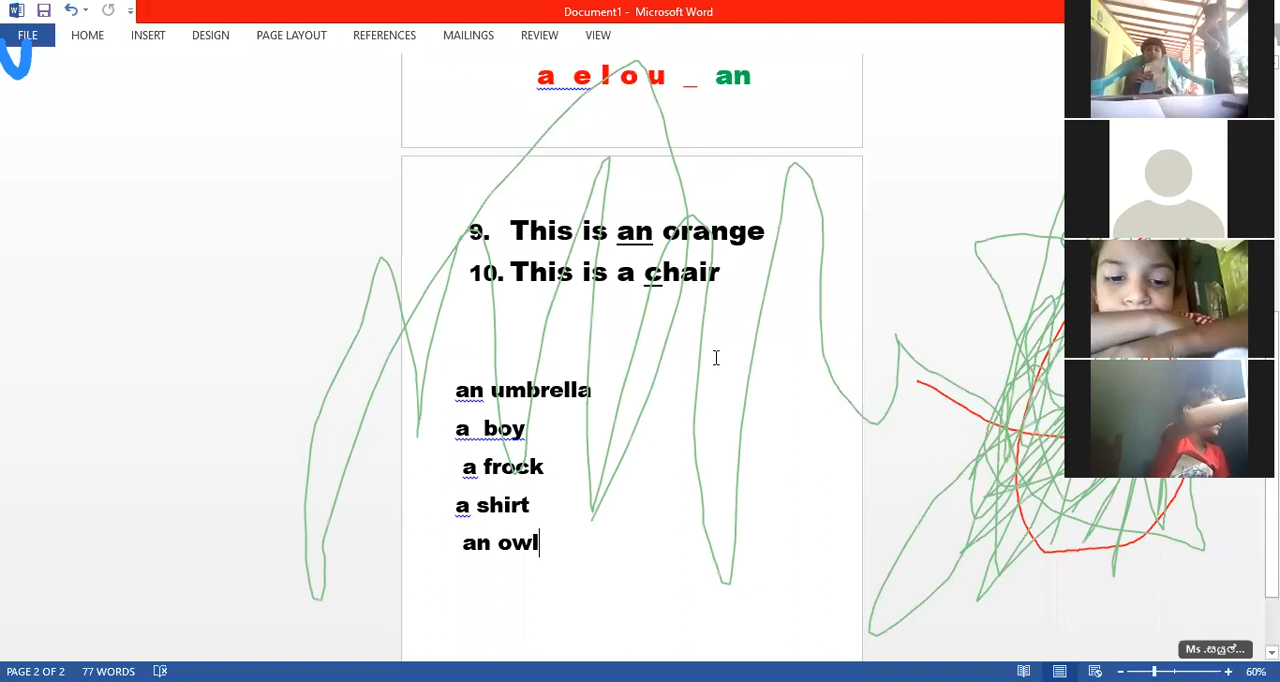 Document1 - Microsoft Word
FILE HOME INSERT DESIGN PAGE LAYOUT REFERENCES MAILINGS REVIEW VIEW
a e I o u _ an
9. This is an orange
10. This is a chair
an umbrella
a boy
a frock
a shirt
an owl
PAGE 2 OF 2 77 WORDS 60%